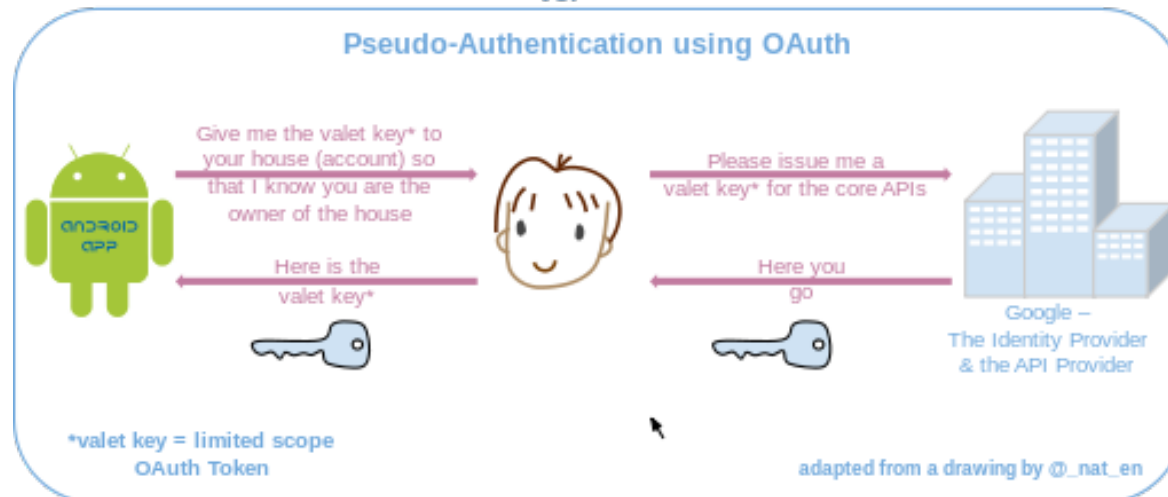 Pseudo-Authentication using OAuth
Give me the valet key* to
your house (account) so
that I know you are the
owner of the house
Please issue me a
valet key* for the core APIs
ANDROID
APP
Here is the
valet key*
Here you
go
Google –
The Identity Provider
& the API Provider
*valet key = limited scope
OAuth Token
adapted from a drawing by @_nat_en